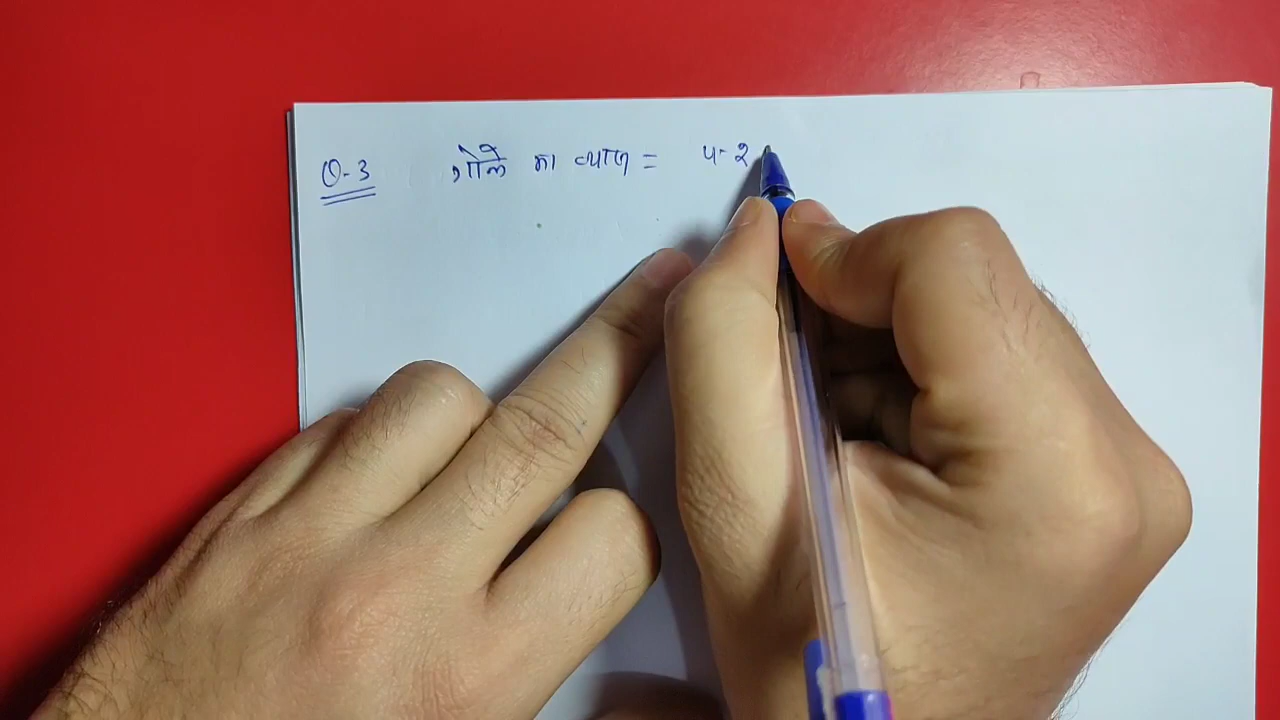 Q-3 गोले का व्यास = 4.2